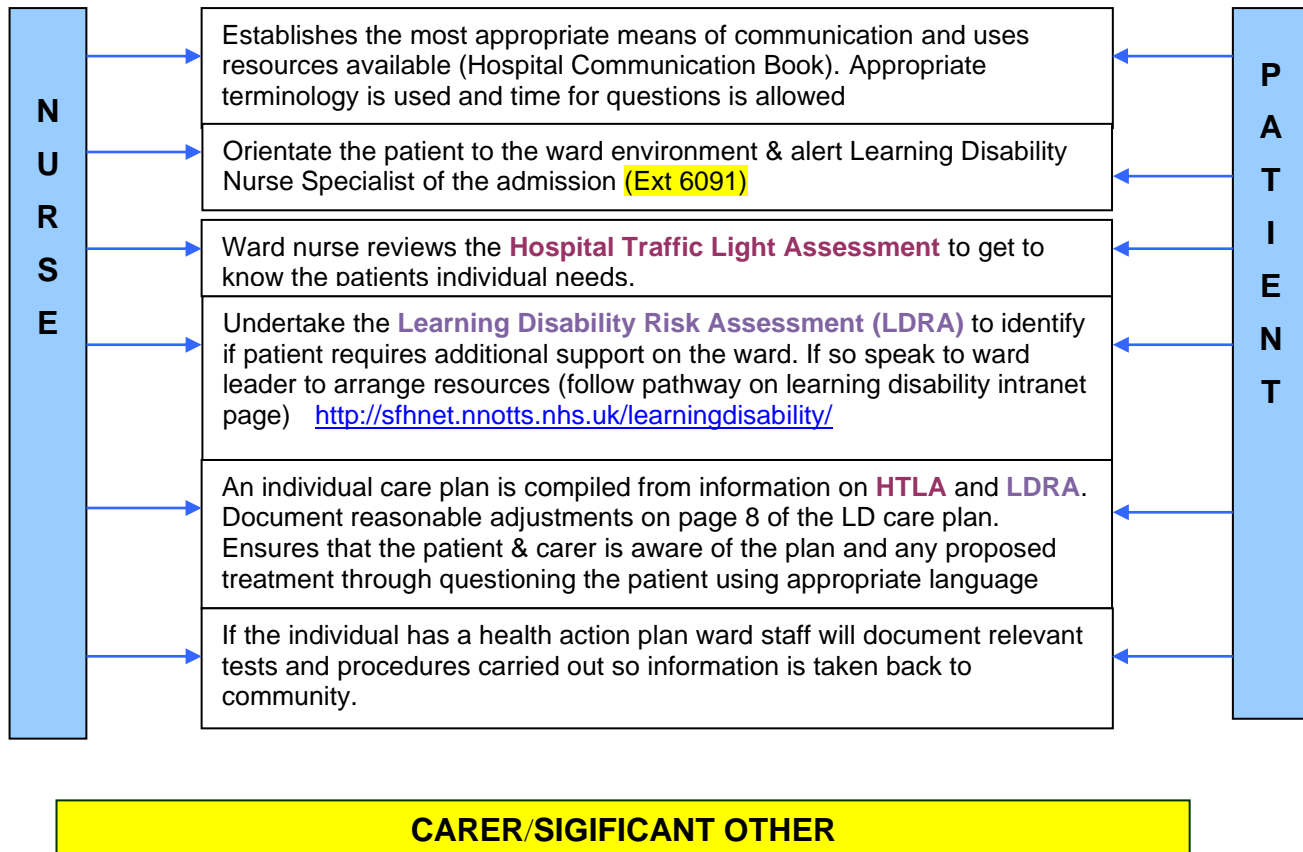 NURSE
Establishes the most appropriate means of communication and uses
resources available (Hospital Communication Book). Appropriate
terminology is used and time for questions is allowed
Orientate the patient to the ward environment & alert Learning Disability
Nurse Specialist of the admission (Ext 6091)
Ward nurse reviews the Hospital Traffic Light Assessment to get to
know the patients individual needs.
Undertake the Learning Disability Risk Assessment (LDRA) to identify
if patient requires additional support on the ward. If so speak to ward
leader to arrange resources (follow pathway on learning disability intranet
page) http://sfhnet.nnotts.nhs.uk/learningdisability/
An individual care plan is compiled from information on HTLA and LDRA.
Document reasonable adjustments on page 8 of the LD care plan.
Ensures that the patient & carer is aware of the plan and any proposed
treatment through questioning the patient using appropriate language
If the individual has a health action plan ward staff will document relevant
tests and procedures carried out so information is taken back to
community.
PATIENT
CARER/SIGIFICANT OTHER